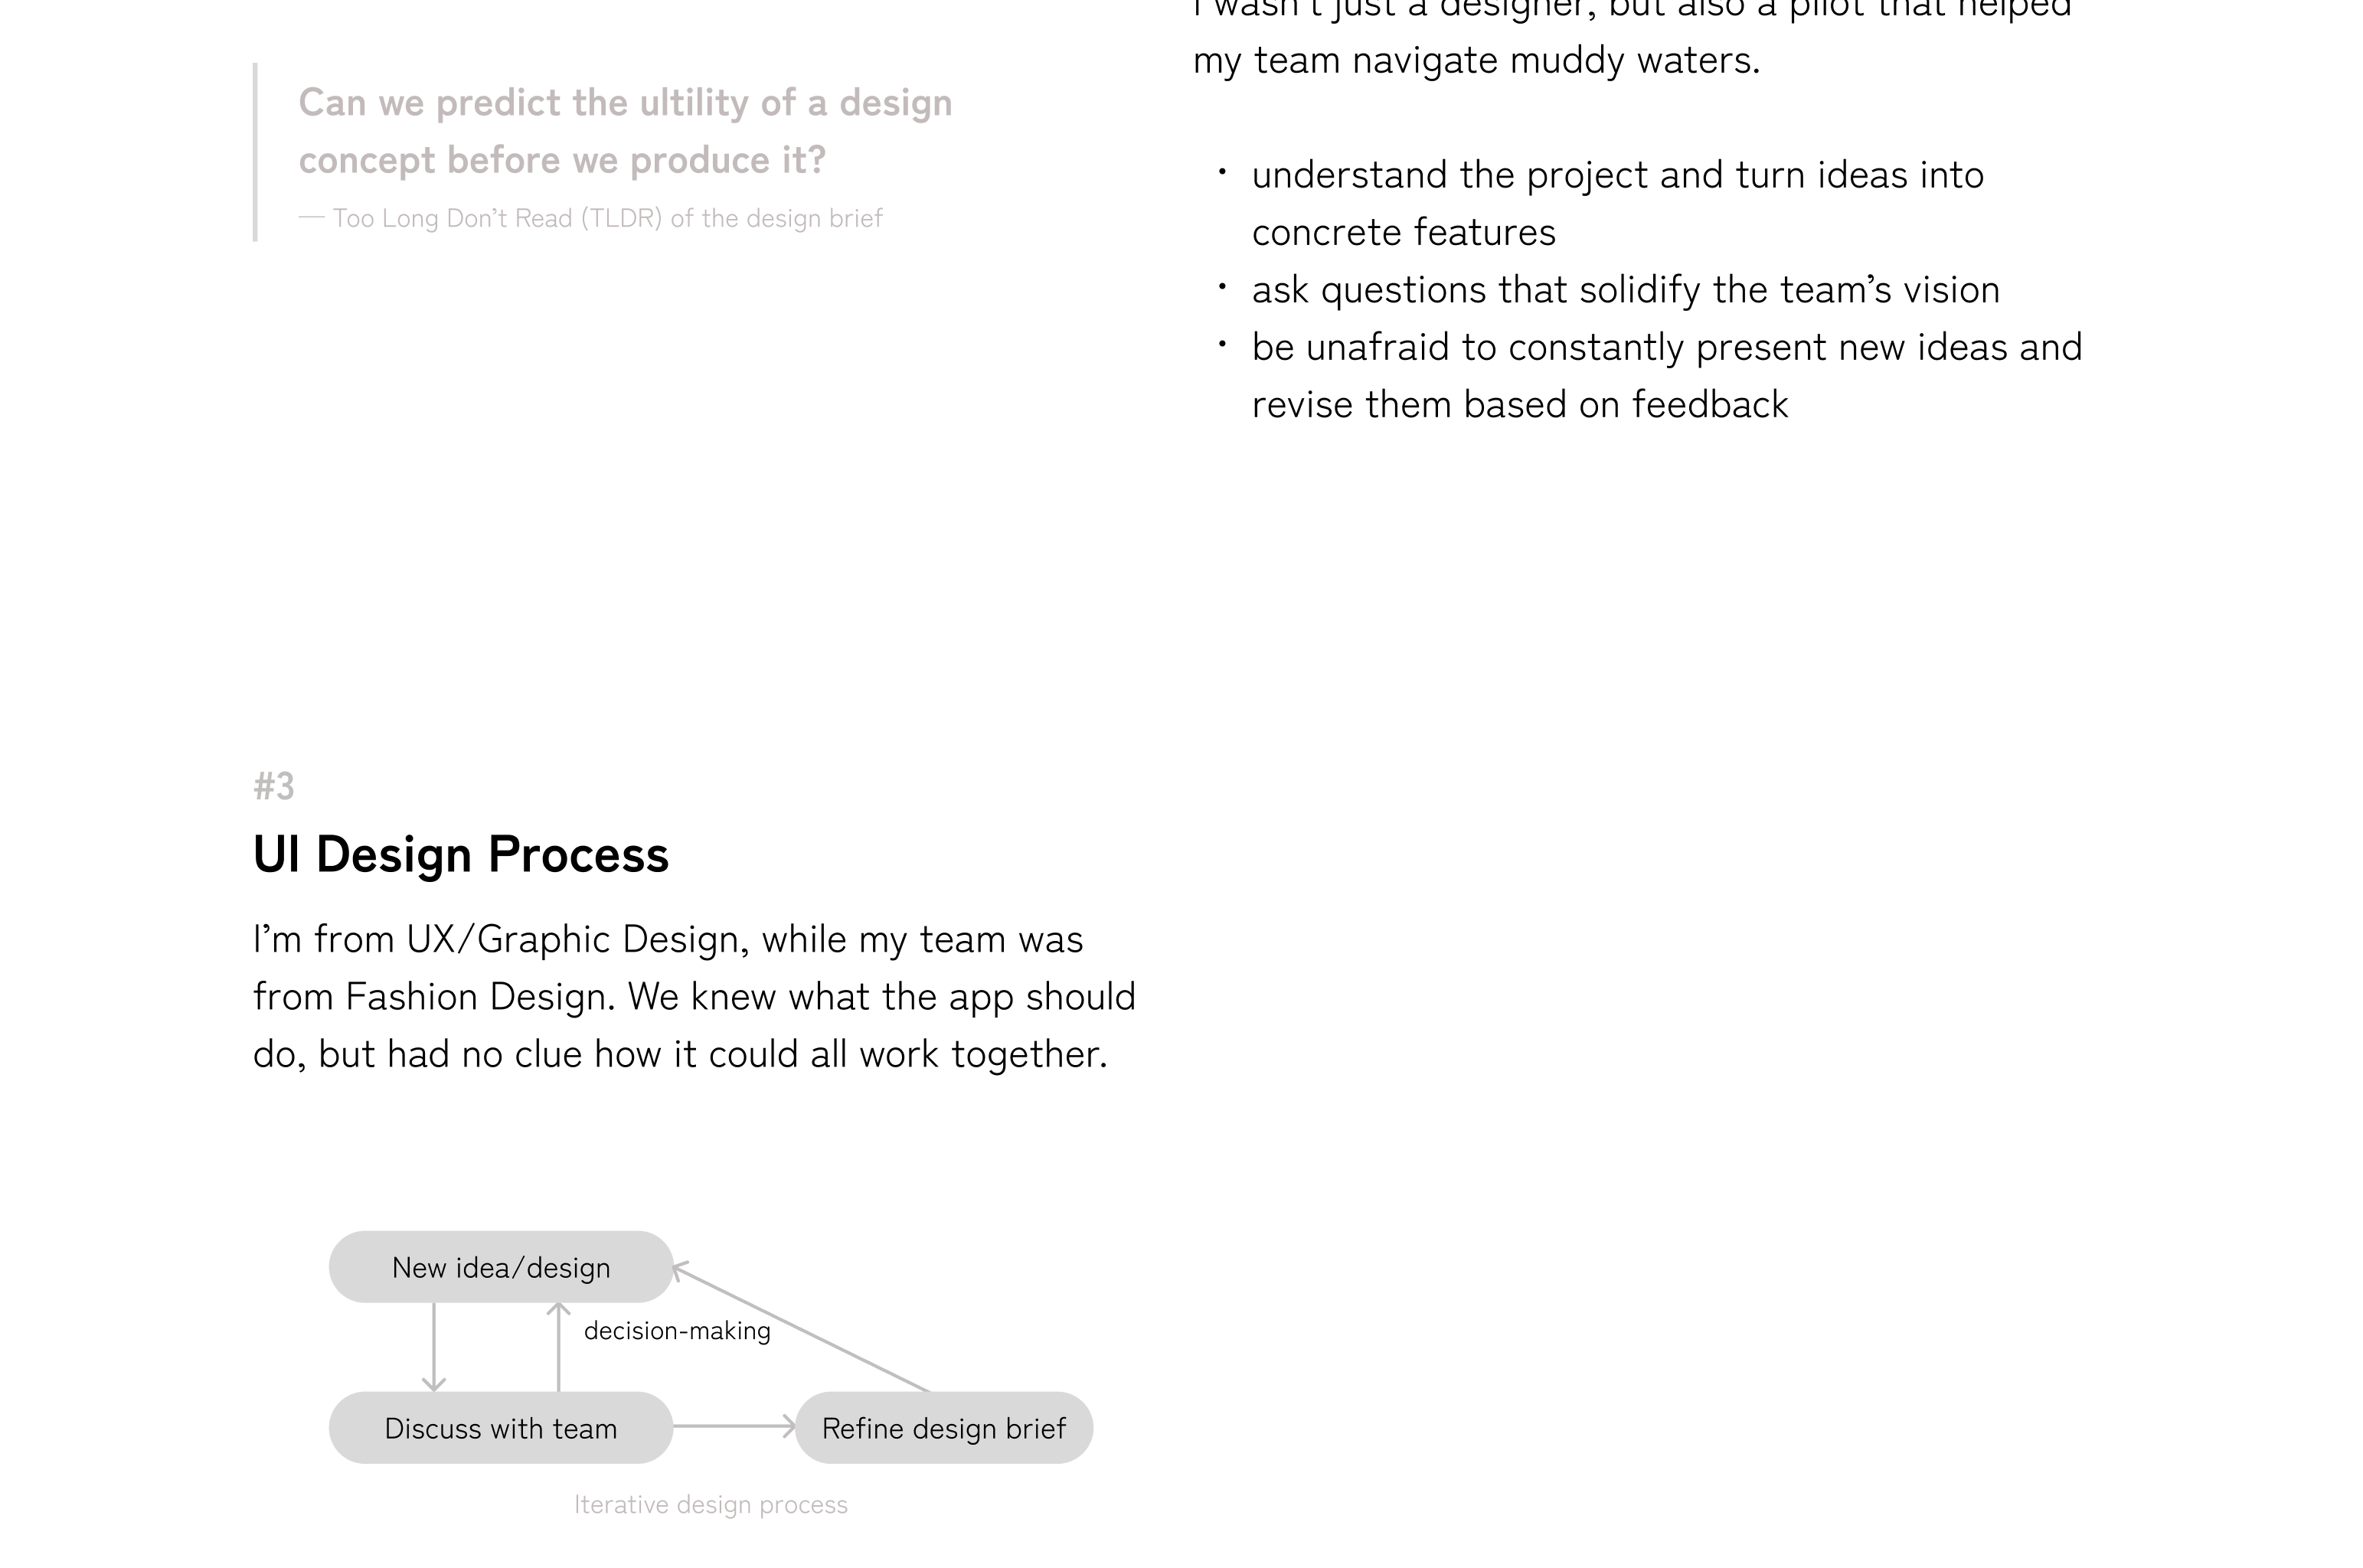 Can we predict the ultility of a design
concept before we produce it?
— Too Long Don’t Read (TLDR) of the design brief
I wasn’t just a designer, but also a pilot that helped
my team navigate muddy waters.
• understand the project and turn ideas into
concrete features
• ask questions that solidify the team’s vision
• be unafraid to constantly present new ideas and
revise them based on feedback
#3
UI Design Process
I’m from UX/Graphic Design, while my team was
from Fashion Design. We knew what the app should
do, but had no clue how it could all work together.
New idea/design
decision-making
Discuss with team
Refine design brief
Iterative design process